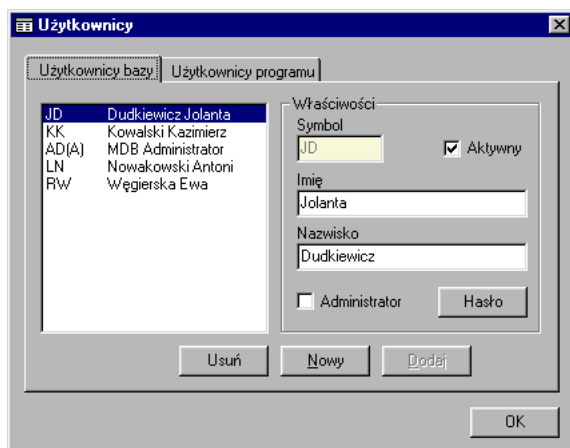 Użytkownicy
Użytkownicy bazy Użytkownicy programu
JD Dudkiewicz Jolanta
KK Kowalski Kazimierz
AD(A) MDB Administrator
LN Nowakowski Antoni
RW Węgierska Ewa
Właściwości
Symbol
JD Aktywny
Imię
Jolanta
Nazwisko
Dudkiewicz
Administrator Hasło
Usuń Nowy Dodaj
OK